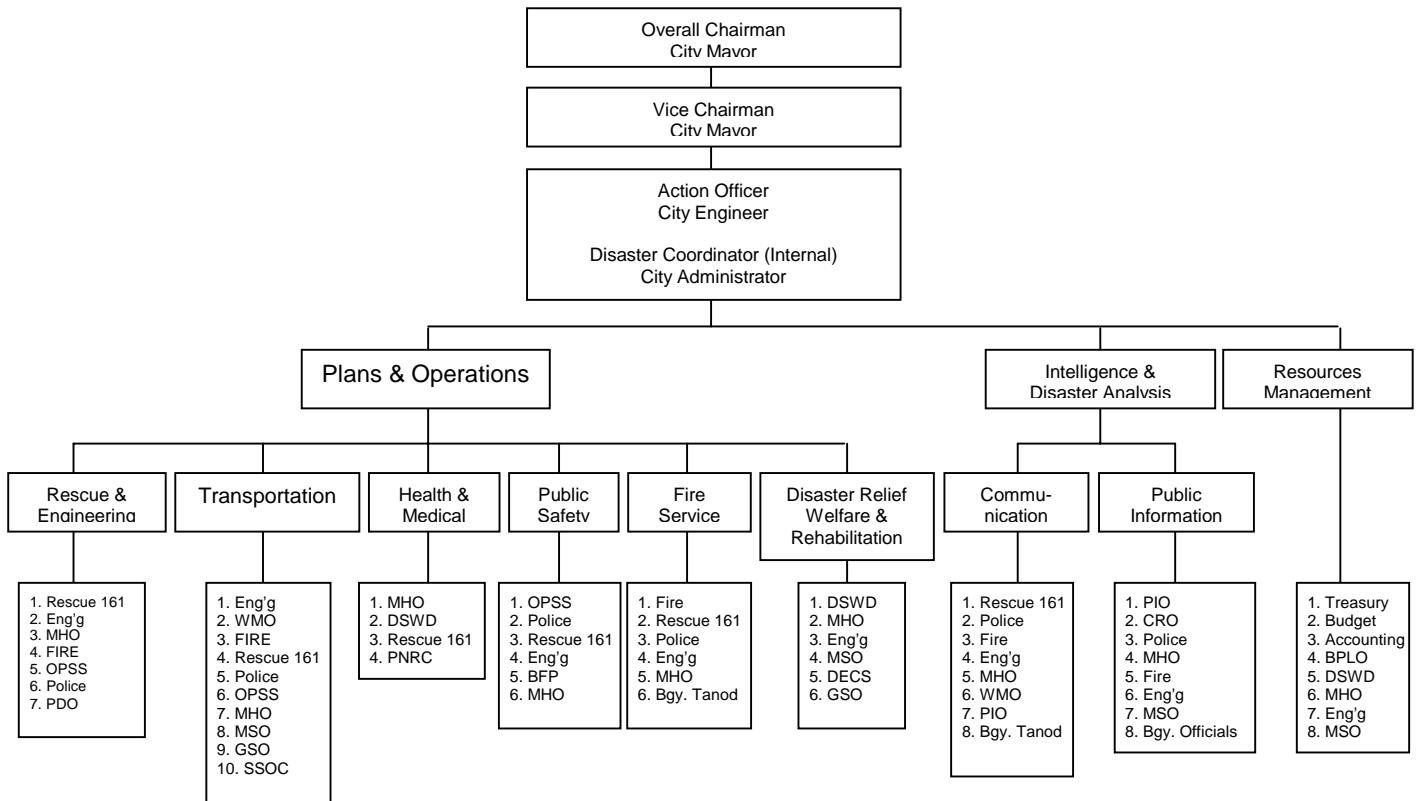 Overall Chairman
City Mayor
Vice Chairman
City Mayor
Action Officer
City Engineer
Disaster Coordinator (Internal)
City Administrator
Plans & Operations
Intelligence &
Disaster Analysis
Resources
Management
Rescue &
Engineering
Transportation
Health &
Medical
Public
Safety
Fire
Service
Disaster Relief
Welfare &
Rehabilitation
Commu-
nication
Public
Information
1. Rescue 161
2. Eng'g
3. MHO
4. FIRE
5. OPSS
6. Police
7. PDO
1. Eng'g
2. WMO
3. FIRE
4. Rescue 161
5. Police
6. OPSS
7. MHO
8. MSO
9. GSO
10. SSOC
1. MHO
2. DSWD
3. Rescue 161
4. PNRC
1. OPSS
2. Police
3. Rescue 161
4. Eng'g
5. BFP
6. MHO
1. Fire
2. Rescue 161
3. Police
4. Eng'g
5. MHO
6. Bgy. Tanod
1. DSWD
2. MHO
3. Eng'g
4. MSO
5. DECS
6. GSO
1. Rescue 161
2. Police
3. Fire
4. Eng'g
5. MHO
6. WMO
7. PIO
8. Bgy. Tanod
1. PIO
2. CRO
3. Police
4. MHO
5. Fire
6. Eng'g
7. MSO
8. Bgy. Officials
1. Treasury
2. Budget
3. Accounting
4. BPLO
5. DSWD
6. MHO
7. Eng'g
8. MSO